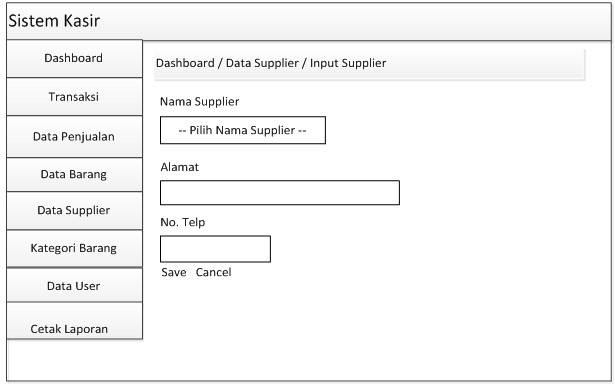 Sistem Kasir
Dashboard
Transaksi
Data Penjualan
Data Barang
Data Supplier
Kategori Barang
Data User
Cetak Laporan
Dashboard / Data Supplier / Input Supplier
Nama Supplier
-- Pilih Nama Supplier --
Alamat
No. Telp
Save Cancel